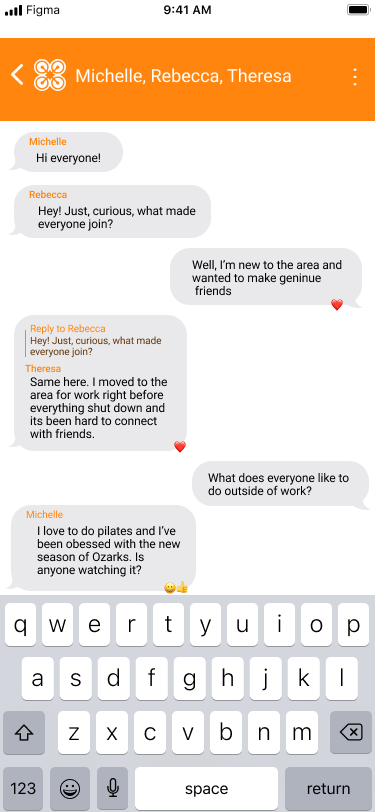 Figma
9:41 AM
Michelle, Rebecca, Theresa
Michelle
Hi everyone!
Rebecca
Hey! Just, curious, what made
everyone join?
Well, I’m new to the area and
wanted to make geninue
friends
Reply to Rebecca
Hey! Just, curious, what made
everyone join?
Theresa
Same here. I moved to the
area for work right before
everything shut down and
its been hard to connect
with friends.
What does everyone like to
do outside of work?
Michelle
I love to do pilates and I’ve
been obessed with the new
season of Ozarks. Is
anyone watching it?
q w e r t y u i o p
a s d f g h j k l
z x c v b n m
123 space return